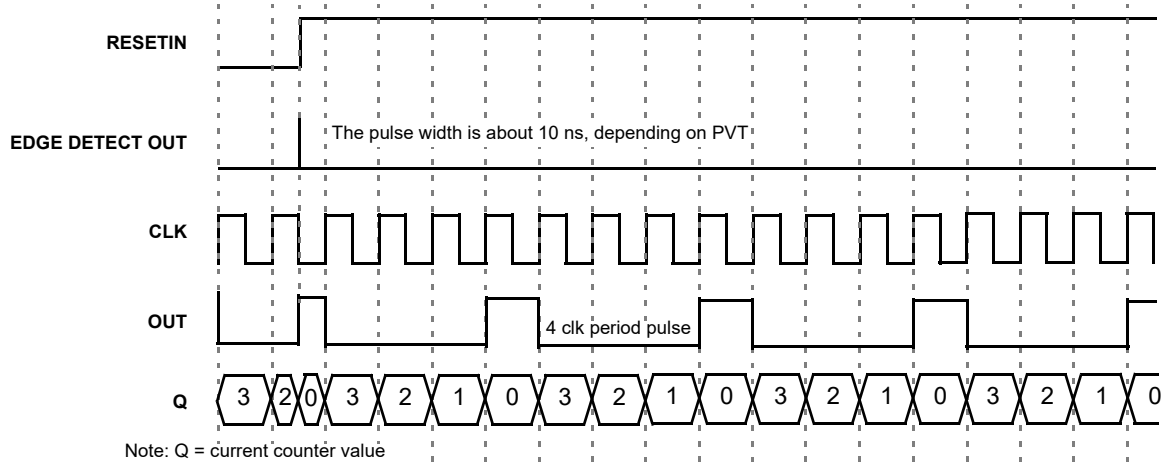 RESETIN
EDGE DETECT OUT
The pulse width is about 10 ns, depending on PVT
CLK
OUT
4 clk period pulse
Q
3 2 0 3 2 1 0 3 2 1 0 3 2 1 0 3 2 1 0
Note: Q = current counter value